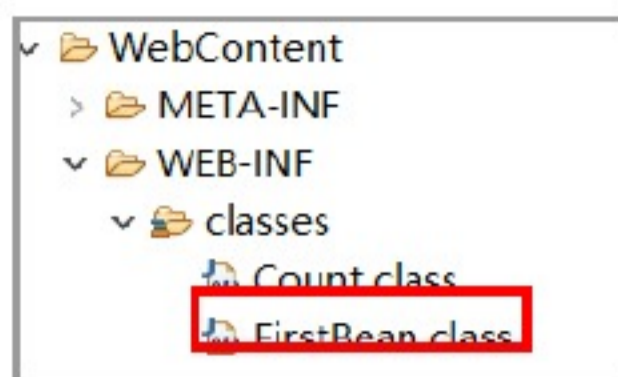 WebContent
META-INF
WEB-INF
classes
Count.class
FirstBean.class